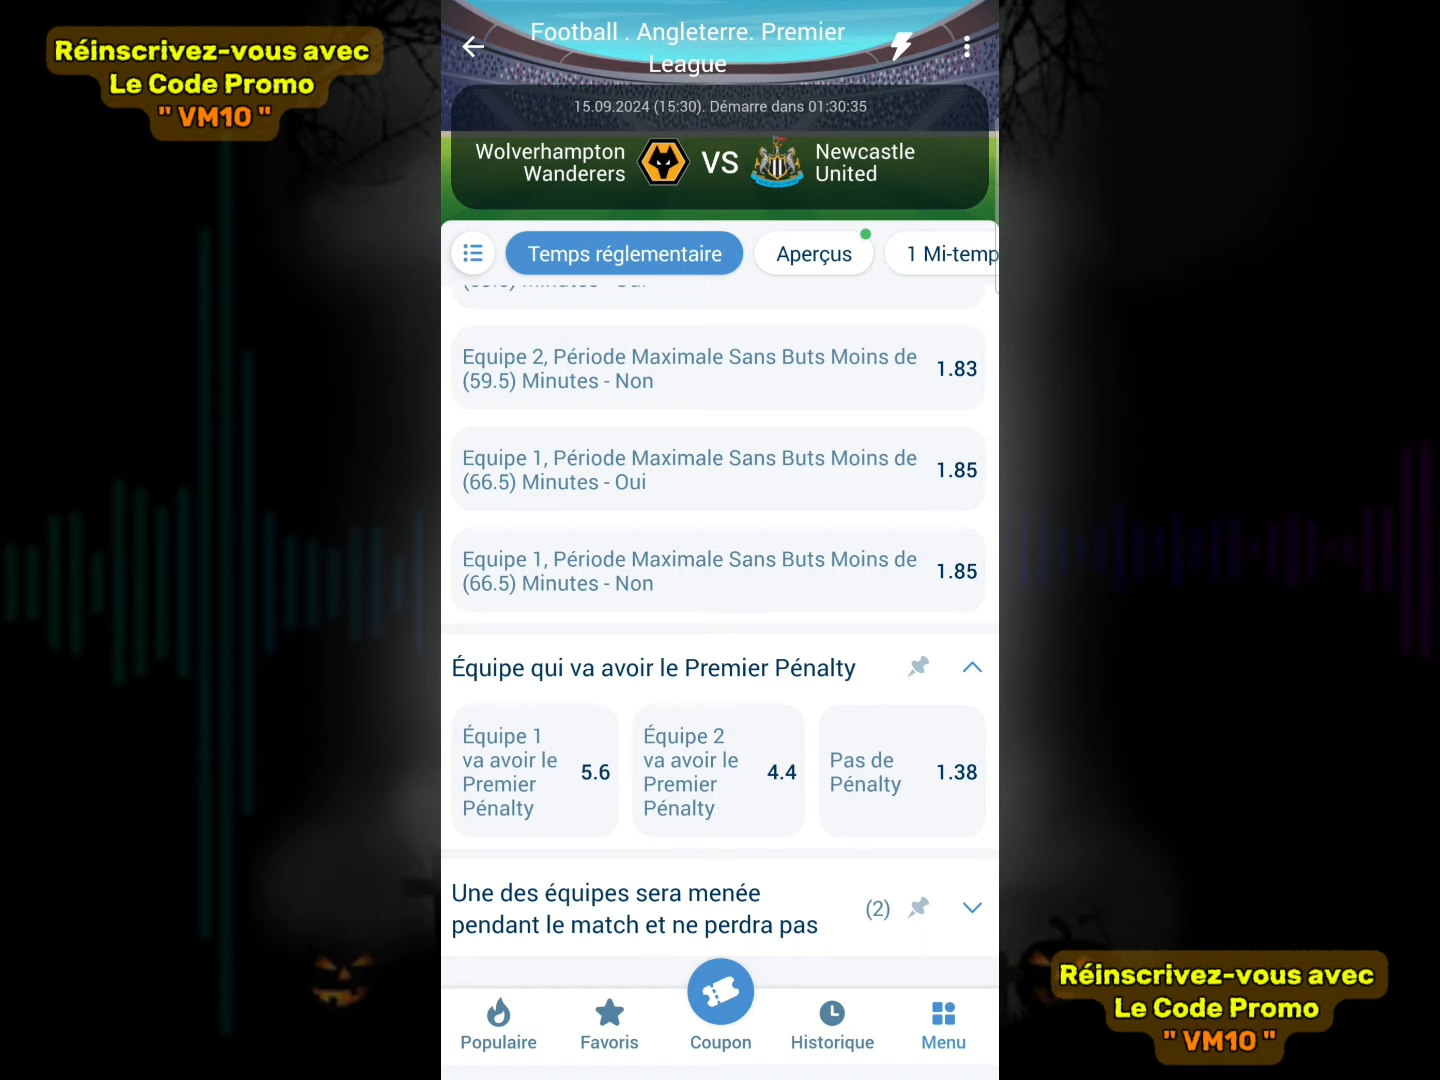 Réinscrivez-vous avec
Le Code Promo
" VM10 "
Football . Angleterre. Premier
League
15.09.2024 (15:30). Démarre dans 01:30:35
Wolverhampton
Wanderers
VS
Newcastle
United
Temps réglementaire
Aperçus
1 Mi-temp
Equipe 2, Période Maximale Sans Buts Moins de
(59.5) Minutes - Non
1.83
Equipe 1, Période Maximale Sans Buts Moins de
(66.5) Minutes - Oui
1.85
Equipe 1, Période Maximale Sans Buts Moins de
(66.5) Minutes - Non
1.85
Équipe qui va avoir le Premier Pénalty
Équipe 1
va avoir le
Premier
Pénalty
5.6
Équipe 2
va avoir le
Premier
Pénalty
4.4
Pas de
Pénalty
1.38
Une des équipes sera menée
pendant le match et ne perdra pas
(2)
Populaire
Favoris
Coupon
Historique
Menu
Réinscrivez-vous avec
Le Code Promo
" VM10 "